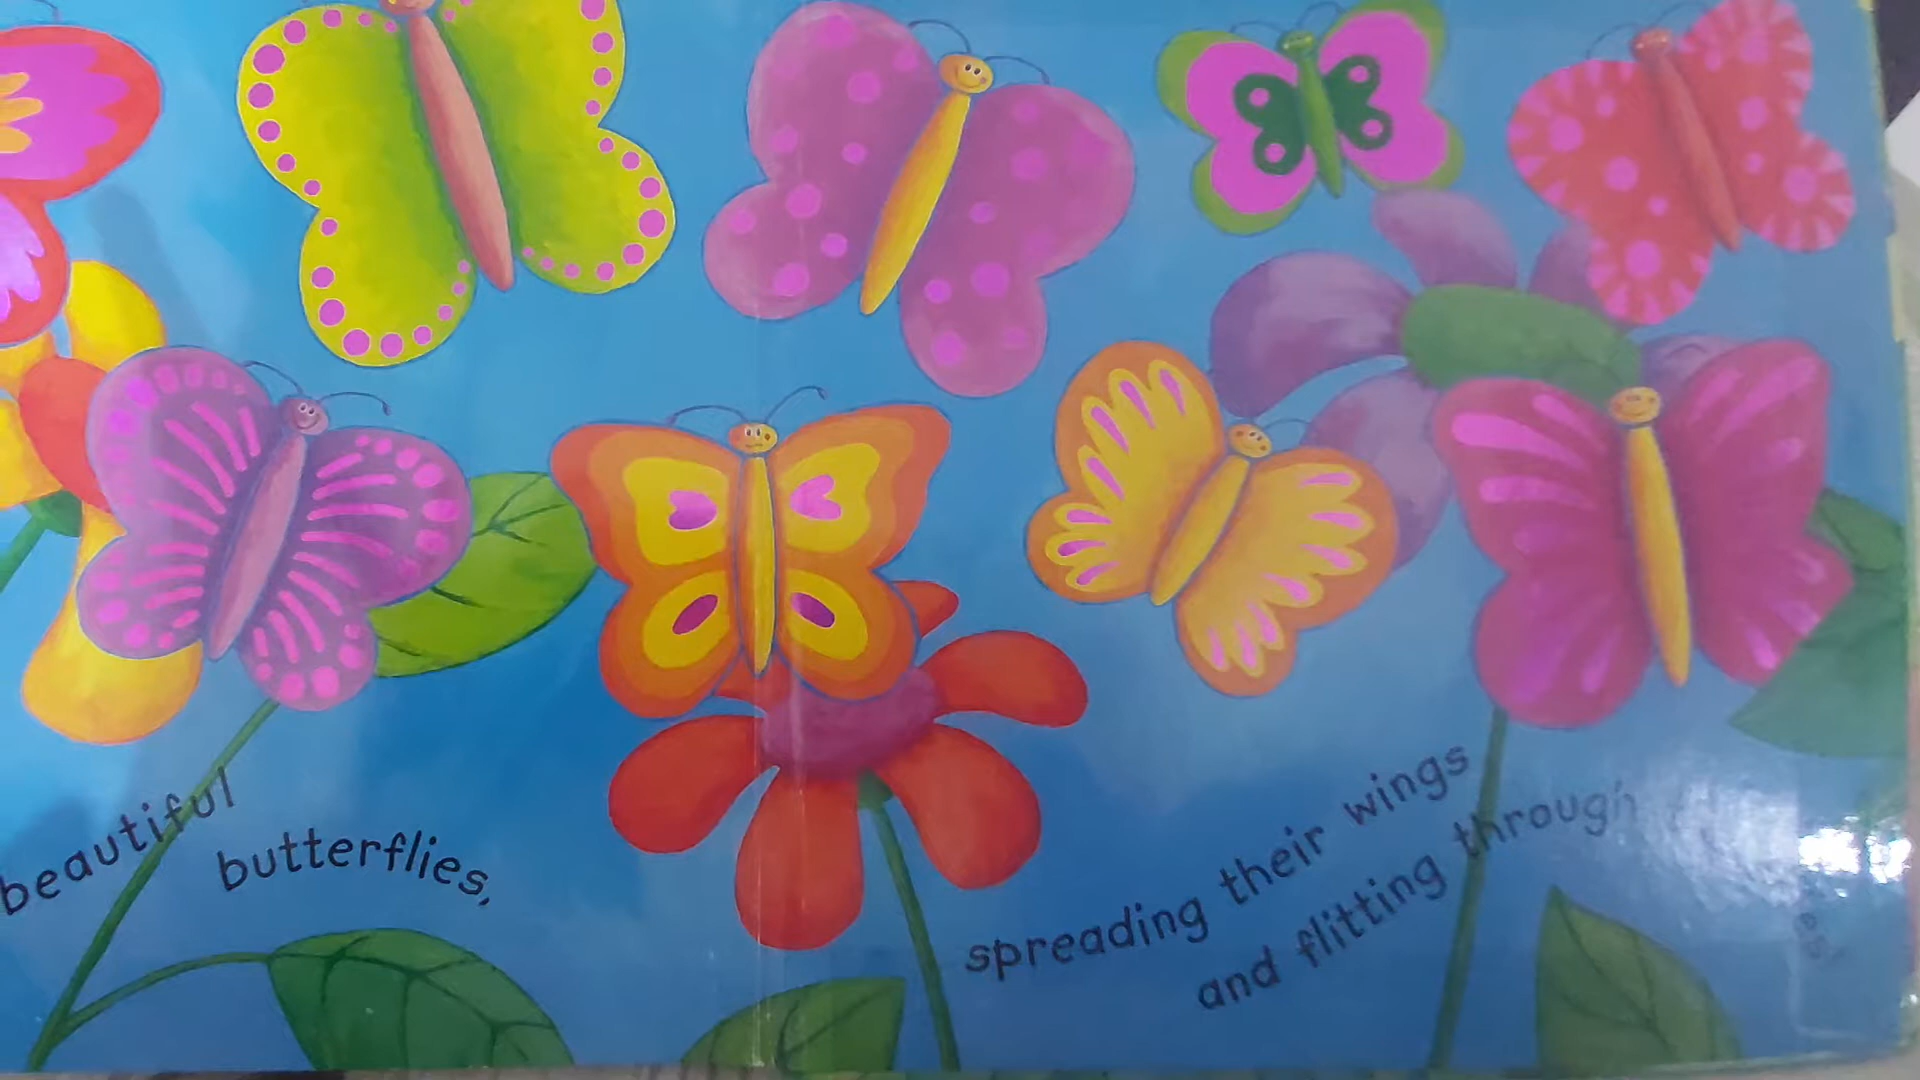 beautiful
butterflies,
spreading their wings
and flitting through